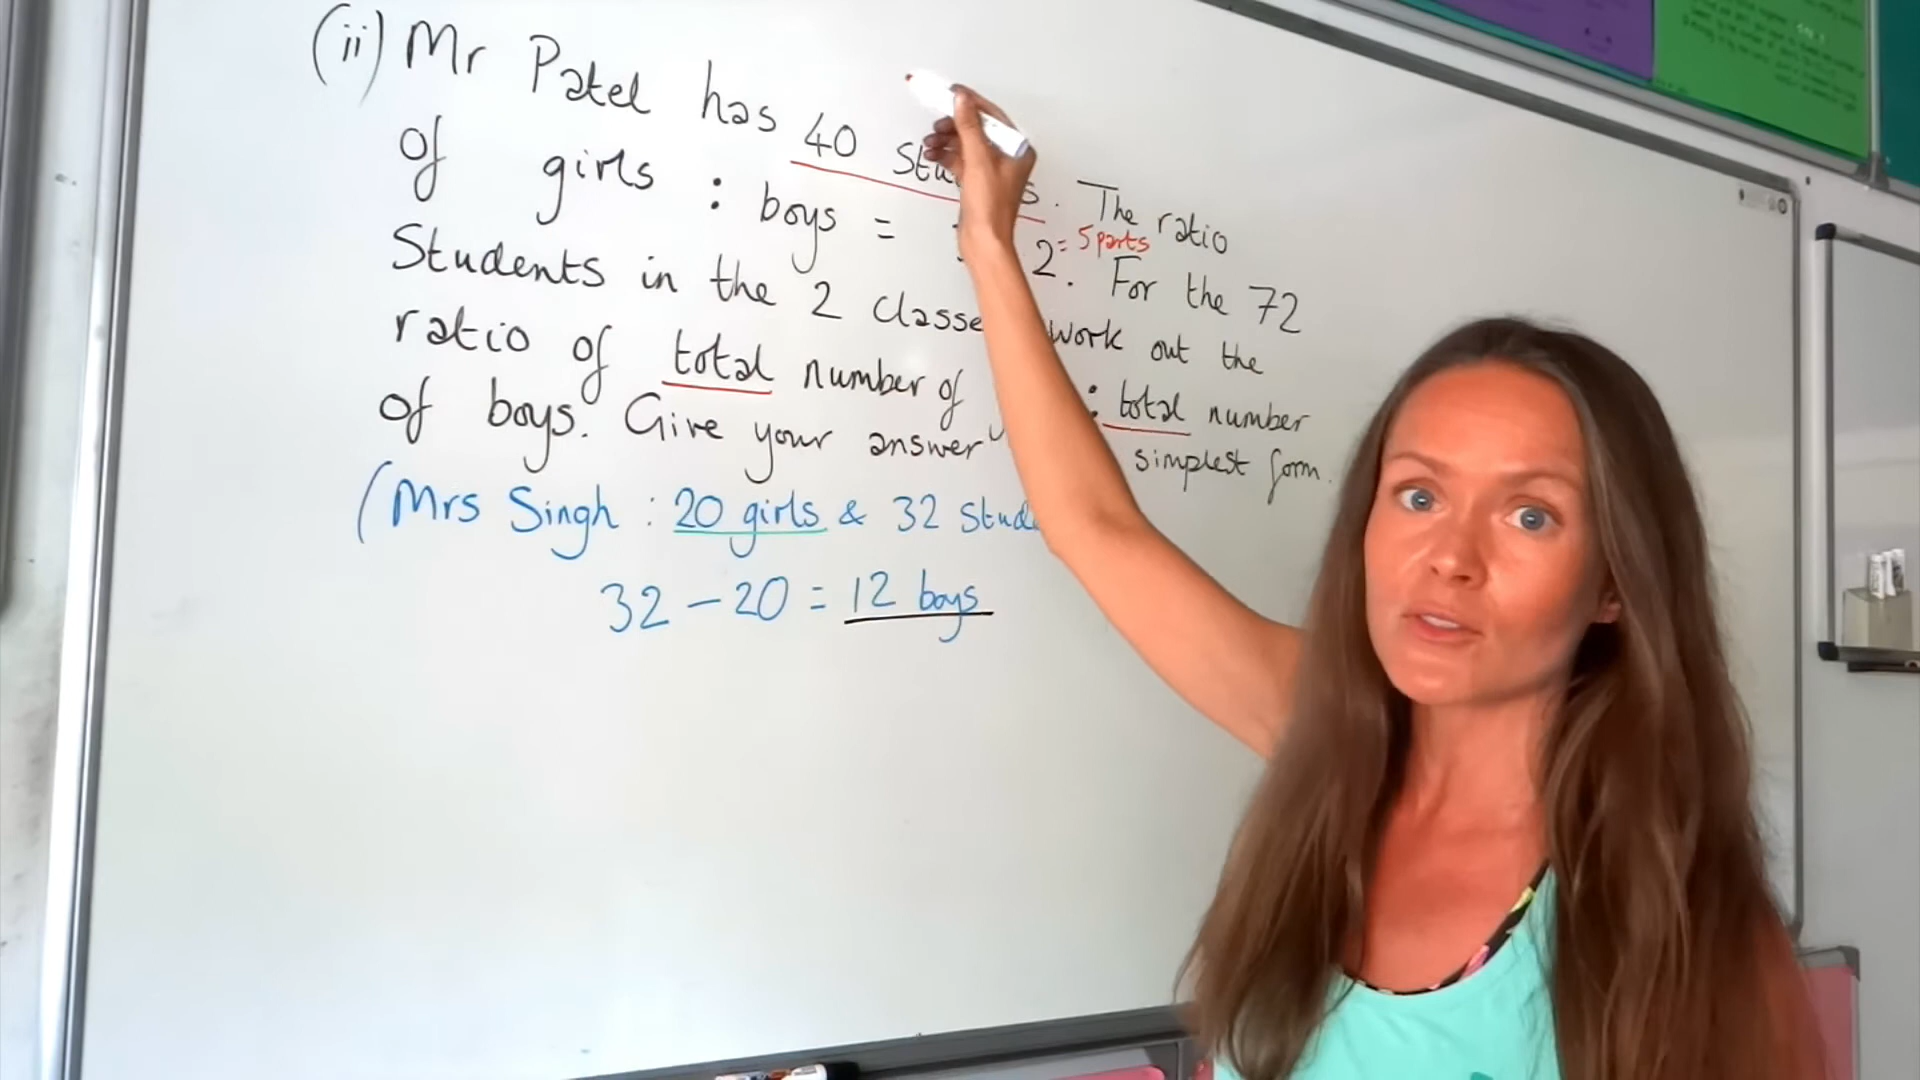 (ii) Mr Patel has 40 Stu s. The ratio
of girls : boys = 2 = 5 parts . For the 72
Students in the 2 classe work out the
ratio of total number of : total number
of boys. Give your answer simplest form.
(Mrs Singh : 20 girls & 32 stud
32 - 20 = 12 boys